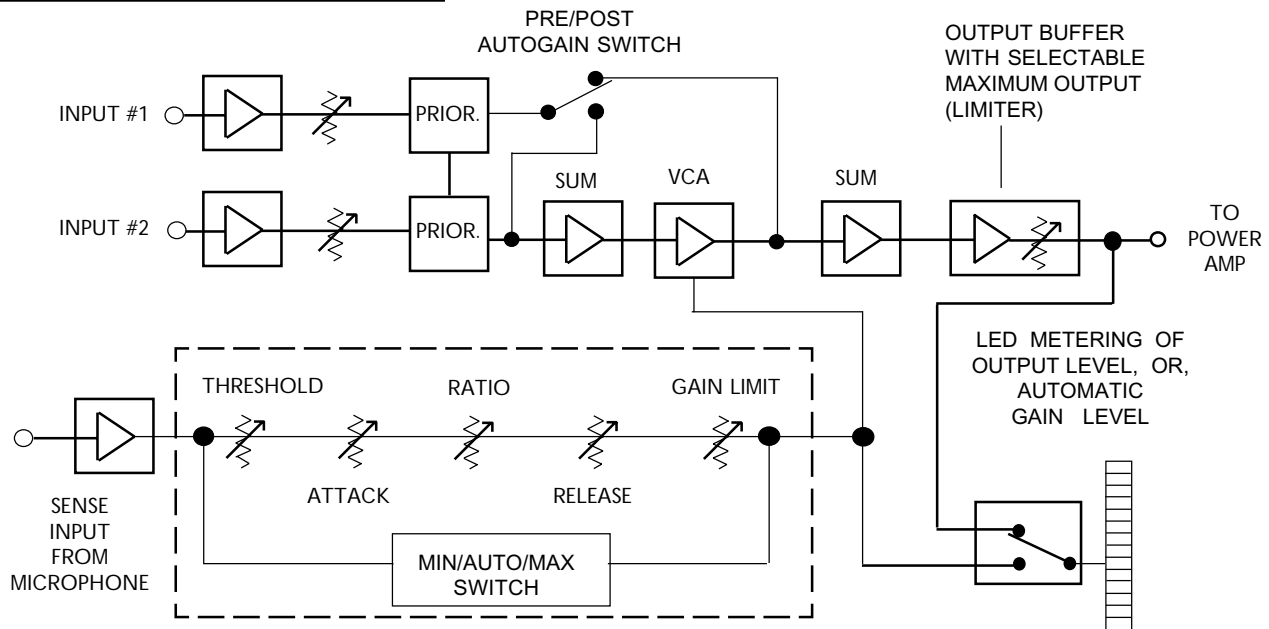 PRE/POST
AUTOGAIN SWITCH
OUTPUT BUFFER
WITH SELECTABLE
MAXIMUM OUTPUT
(LIMITER)
INPUT #1
PRIOR.
INPUT #2
PRIOR.
SUM
VCA
SUM
TO
POWER
AMP
LED METERING OF
OUTPUT LEVEL, OR,
AUTOMATIC
GAIN LEVEL
THRESHOLD
RATIO
GAIN LIMIT
ATTACK
RELEASE
SENSE
INPUT
FROM
MICROPHONE
MIN/AUTO/MAX
SWITCH